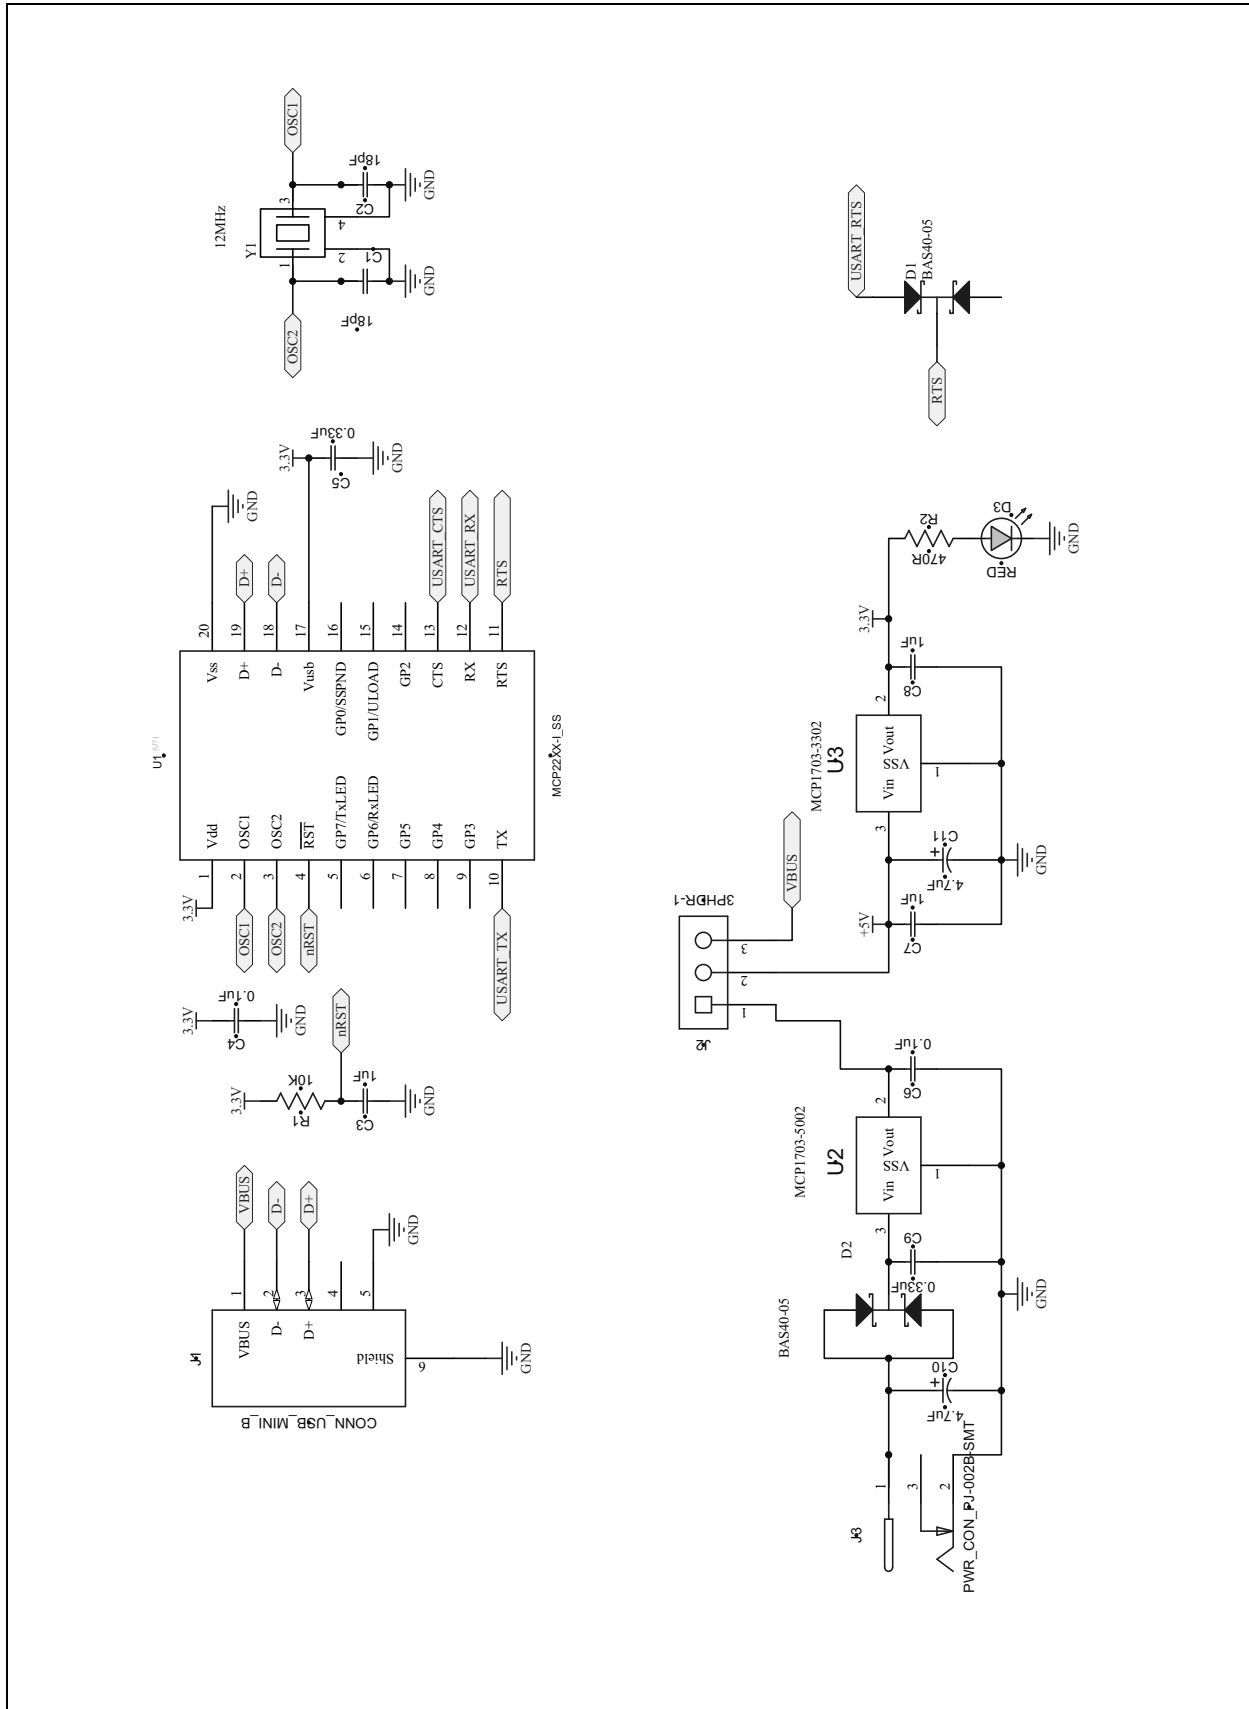 OSC1
18pF
GND
C2
3
4
12MHz
Y1
1
2
C1
GND
18pF
OSC2
USART_RTS
D1
BAS40-05
RTS
3.3V
0.33uF
C5
GND
GND
D+
D-
USART_CTS
USART_RX
RTS
20
19
18
17
16
15
14
13
12
11
Vss
D+
D-
Vusb
GP0/SSPND
GP1/ULOAD
GP2
CTS
RX
RTS
U1
MCP22XX-I_SS
Vdd
OSC1
OSC2
RST
GP7/TxLED
GP6/RxLED
GP5
GP4
GP3
TX
1
2
3
4
5
6
7
8
9
10
3.3V
OSC1
OSC2
nRST
USART_TX
3.3V
0.1uF
C4
GND
nRST
3.3V
10K
R1
1uF
C3
GND
VBUS
D-
D+
GND
1
2
3
4
5
VBUS
D-
D+
Shield
6
GND
J1
CONN_USB_MINI_B
D3
RED
GND
R2
470R
3.3V
1uF
C8
2
MCP1703-3302
U3
Vin
VSS
Vout
1
3
C11
4.7uF
GND
+5V
1uF
C7
VBUS
3PHDR-1
3
2
1
J2
0.1uF
C6
2
MCP1703-5002
U2
Vin
VSS
Vout
1
3
D2
C9
0.33uF
GND
BAS40-05
C10
4.7uF
1
3
2
J3
PWR_CON_PJ-002B-SMT